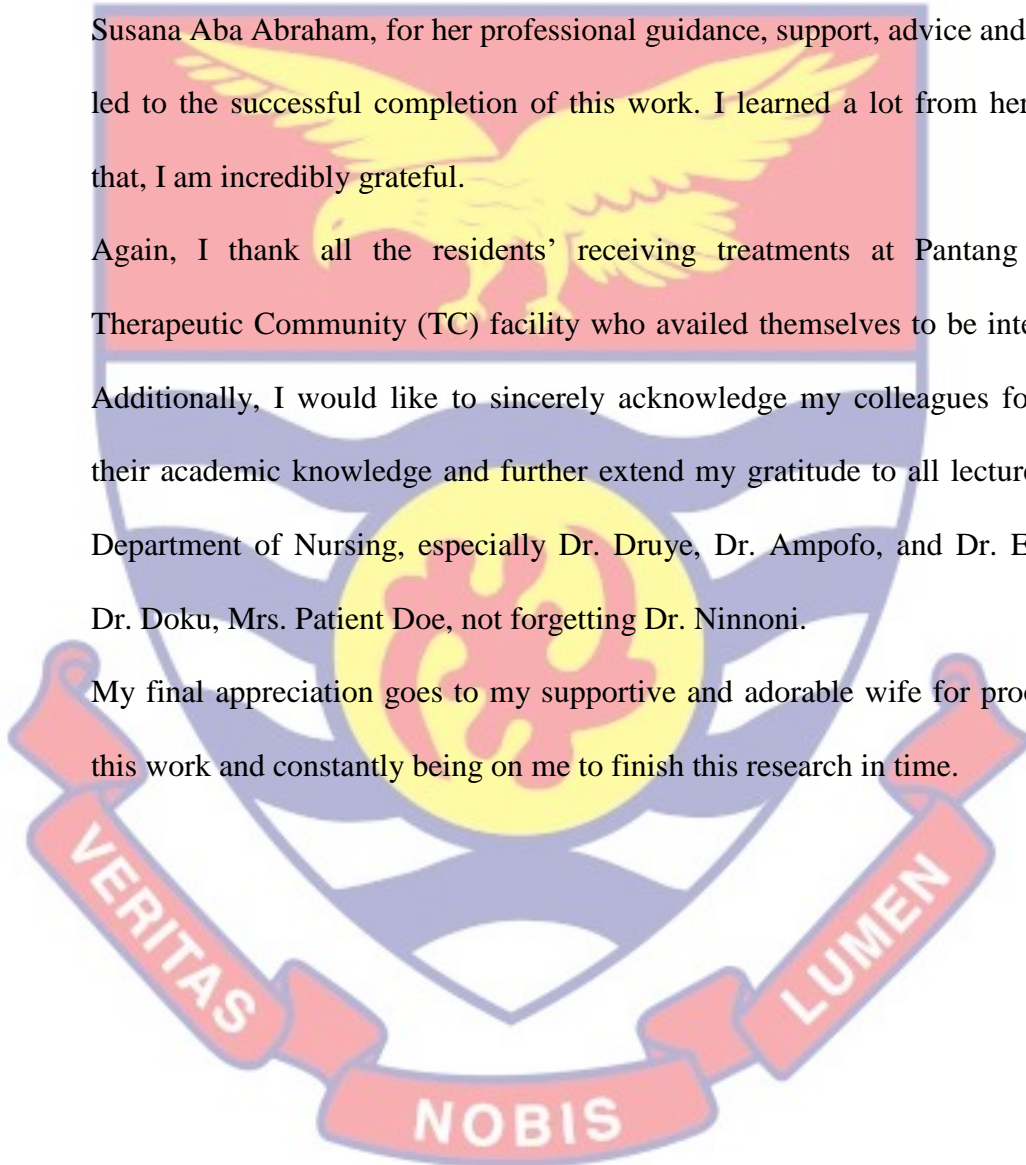 Susana Aba Abraham, for her professional guidance, support, advice and
led to the successful completion of this work. I learned a lot from her
that, I am incredibly grateful.
Again, I thank all the residents’ receiving treatments at Pantang
Therapeutic Community (TC) facility who availed themselves to be inte
Additionally, I would like to sincerely acknowledge my colleagues fo
their academic knowledge and further extend my gratitude to all lectur
Department of Nursing, especially Dr. Druye, Dr. Ampofo, and Dr. E
Dr. Doku, Mrs. Patient Doe, not forgetting Dr. Ninnoni.
My final appreciation goes to my supportive and adorable wife for pro
this work and constantly being on me to finish this research in time.
VERITAS
NOBIS
LUMEN